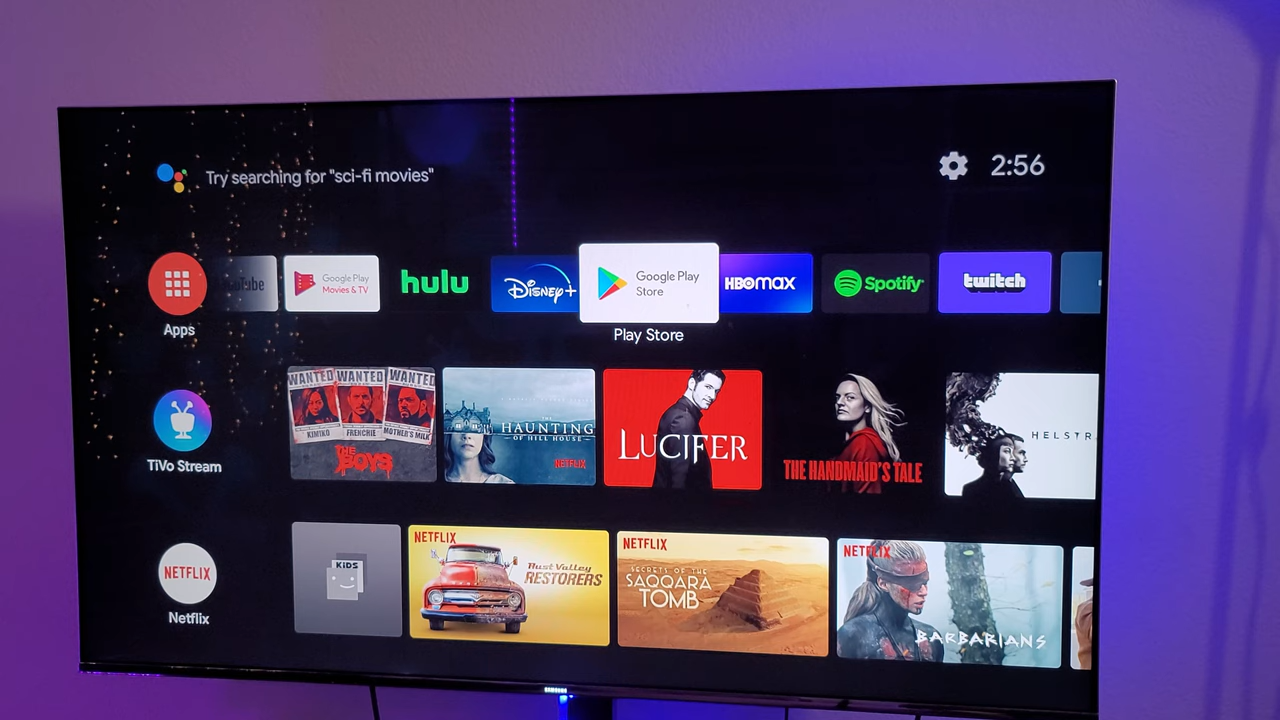 Try searching for "sci-fi movies"
2:56
Google Play
Movies & TV
hulu
Disney+
Google Play
Store
HBOMAX
Spotify
twitch
Apps
Play Store
WANTED
WANTED
WANTED
KIMIKO
FRENCHIE
MOTHER'S MILK
THE
BOYS
THE
HAUNTING
OF HILL HOUSE
NETFLIX
LUCIFER
THE HANDMAID'S TALE
HELSTR
TiVo Stream
NETFLIX
Netflix
KiDS
NETFLIX
Rust Valley
RESTORERS
NETFLIX
SECRETS OF THE
SAQQARA
TOMB
NETFLIX
BARBARIANS
SAMSUNG